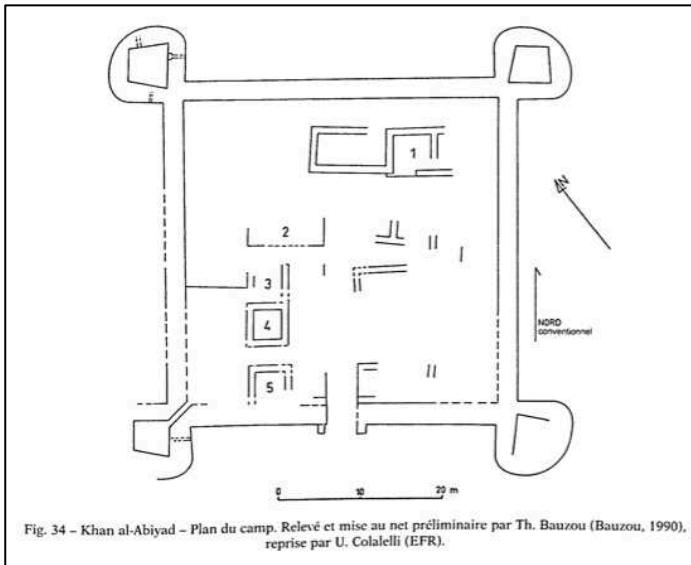 1
N
2
3
4
NORD
conventionnel
5
0 10 20 m
Fig. 34 – Khan al-Abiyad – Plan du camp. Relevé et mise au net préliminaire par Th. Bauzou (Bauzou, 1990),
reprise par U. Colalelli (EFR).